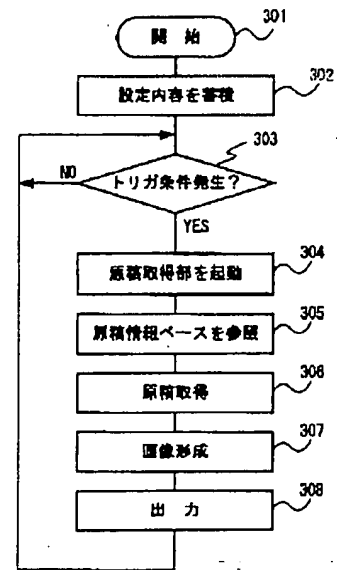 開 始
301
設定内容を蓄積
302
303
トリガ条件発生?
NO
YES
304
原稿取得部を起動
305
原稿情報ベースを参照
306
原稿取得
307
画像形成
308
出 力